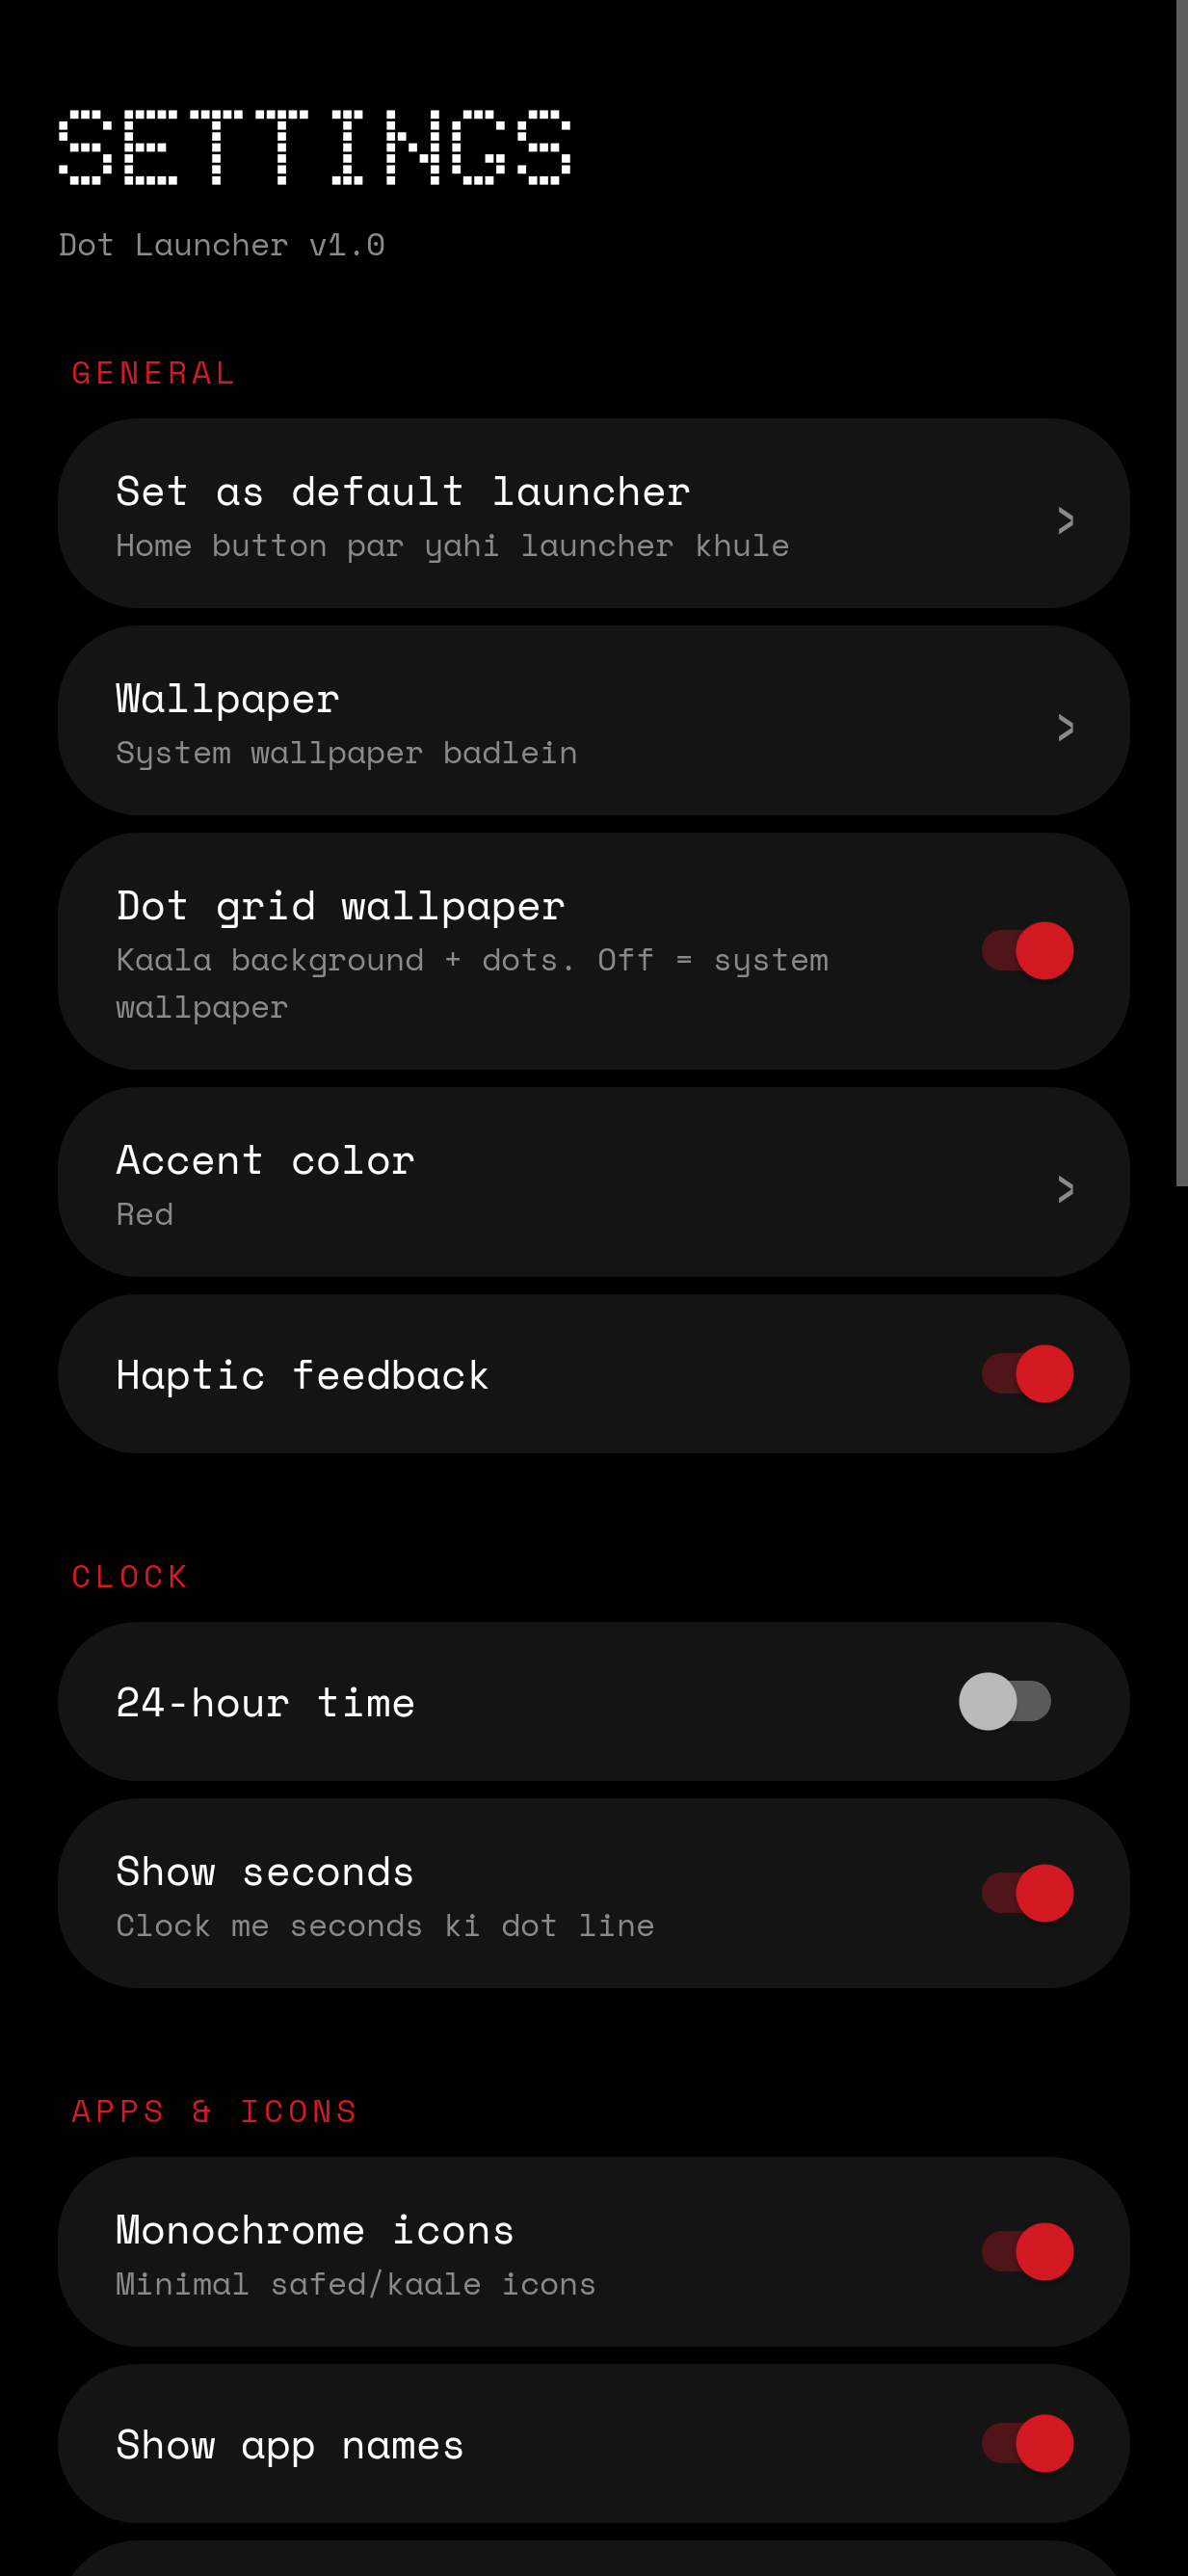 SETTINGS
Dot Launcher v1.0
GENERAL
Set as default launcher
Home button par yahi launcher khule
>
Wallpaper
System wallpaper badlein
>
Dot grid wallpaper
Kaala background + dots. Off = system
wallpaper
Accent color
Red
>
Haptic feedback
CLOCK
24-hour time
Show seconds
Clock me seconds ki dot line
APPS & ICONS
Monochrome icons
Minimal safed/kaale icons
Show app names